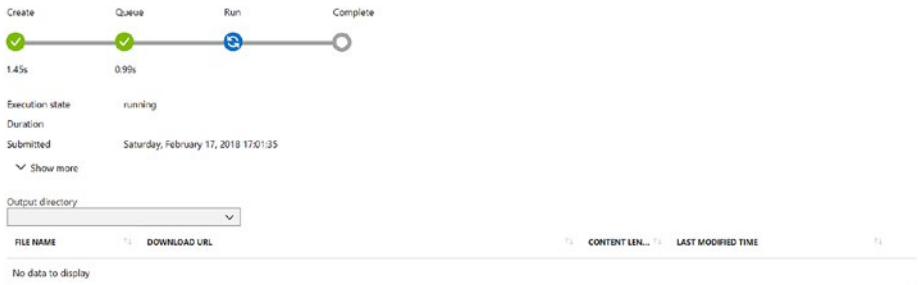 Create Queue Run Complete
1.45s 0.99s
Execution state running
Duration
Submitted Saturday, February 17, 2018 17:01:35
Show more
Output directory
FILE NAME DOWNLOAD URL CONTENT LEN... LAST MODIFIED TIME
No data to display